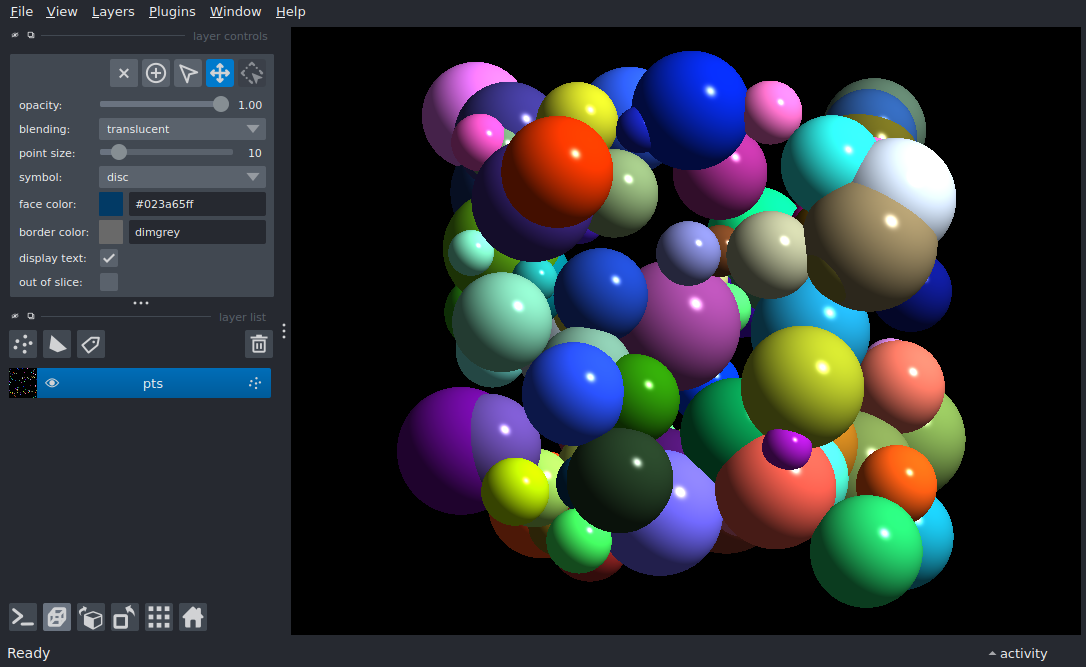 File View Layers Plugins Window Help
layer controls
opacity: 1.00
blending: translucent
point size: 10
symbol: disc
face color: #023a65ff
border color: dimgrey
display text:
out of slice:
layer list
pts
Ready activity